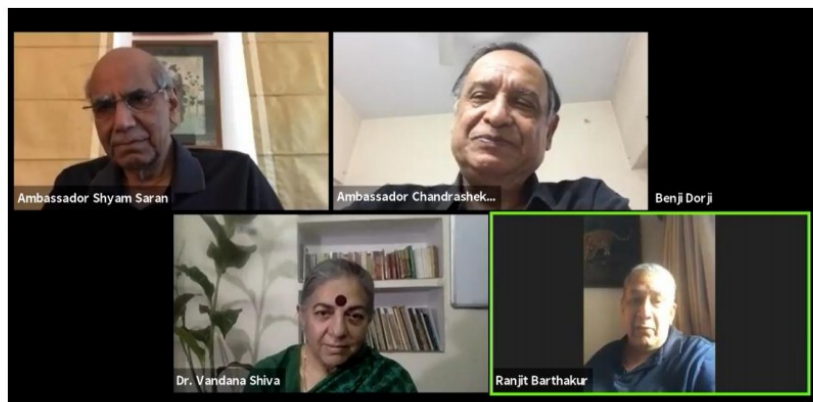 Ambassador Shyam Saran
Ambassador Chandrashek...
Benji Dorji
Dr. Vandana Shiva
Ranjit Barthakur